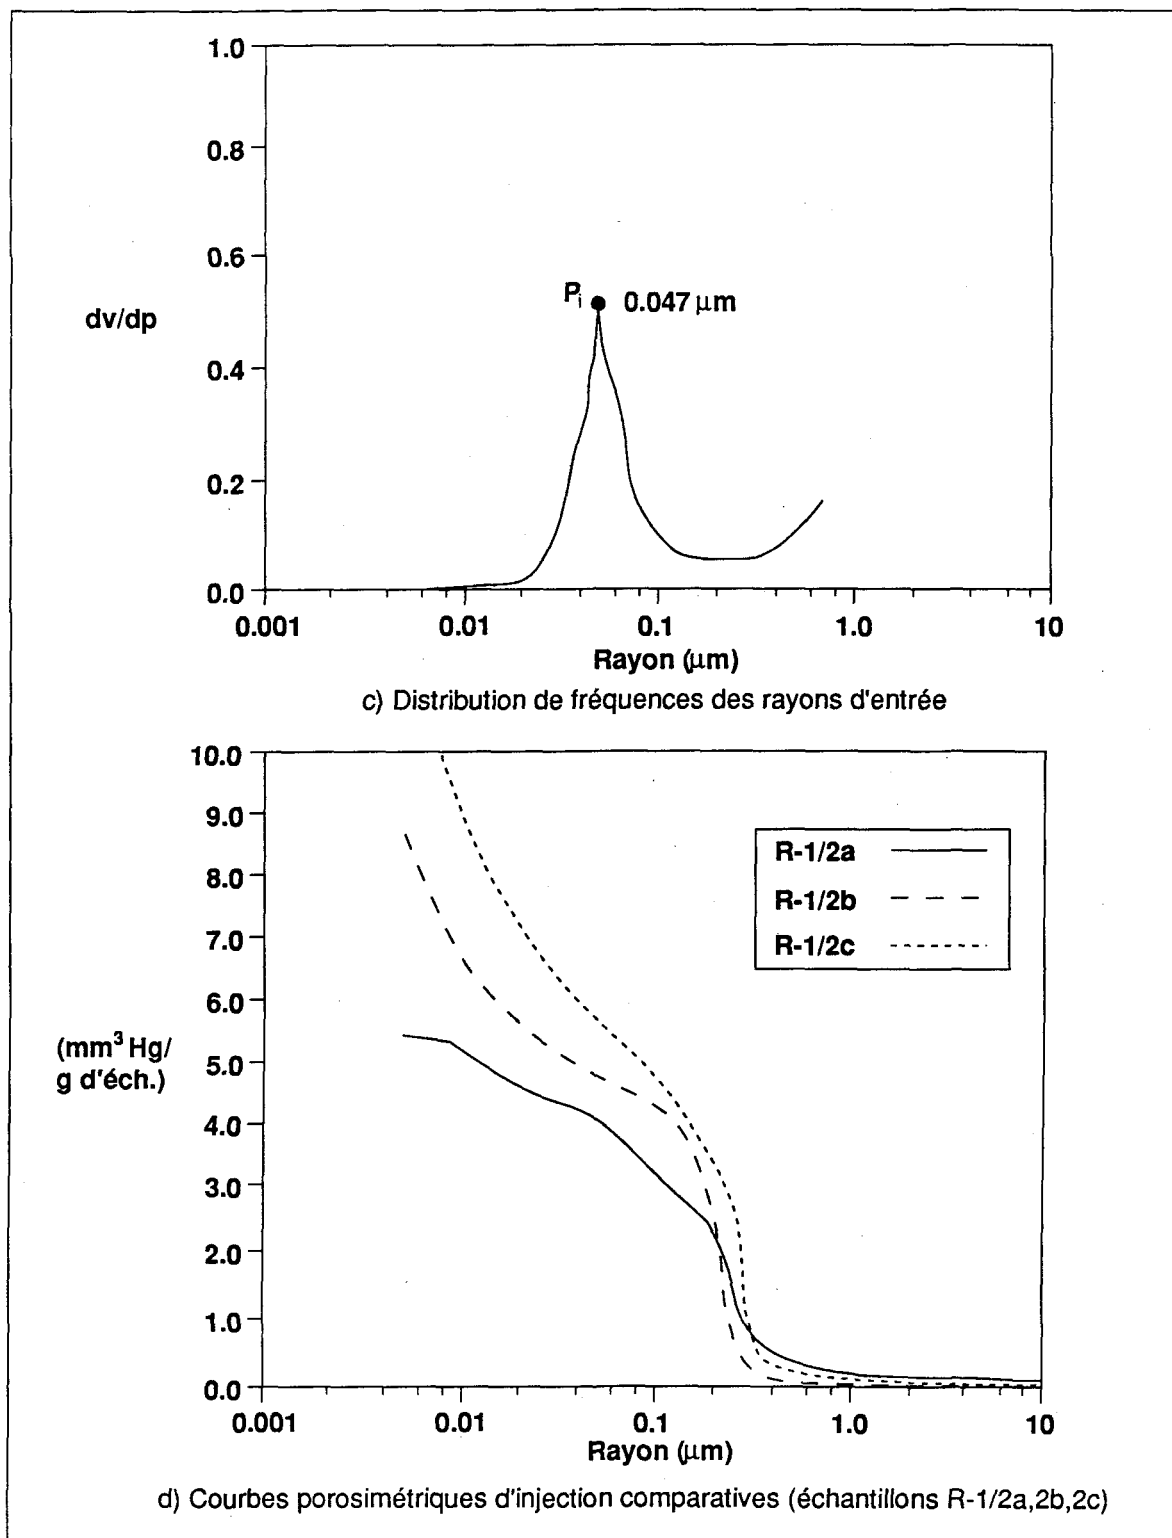 1.0
0.8
0.6
Pi 0.047 μm
dv/dp
0.4
0.2
0.0
0.001 0.01 0.1 1.0 10
Rayon (μm)
c) Distribution de fréquences des rayons d'entrée
10.0
9.0
R-1/2a
8.0
R-1/2b
7.0
R-1/2c
6.0
(mm³ Hg/
g d'éch.)
5.0
4.0
3.0
2.0
1.0
0.0
0.001 0.01 0.1 1.0 10
Rayon (μm)
d) Courbes porosimétriques d'injection comparatives (échantillons R-1/2a,2b,2c)